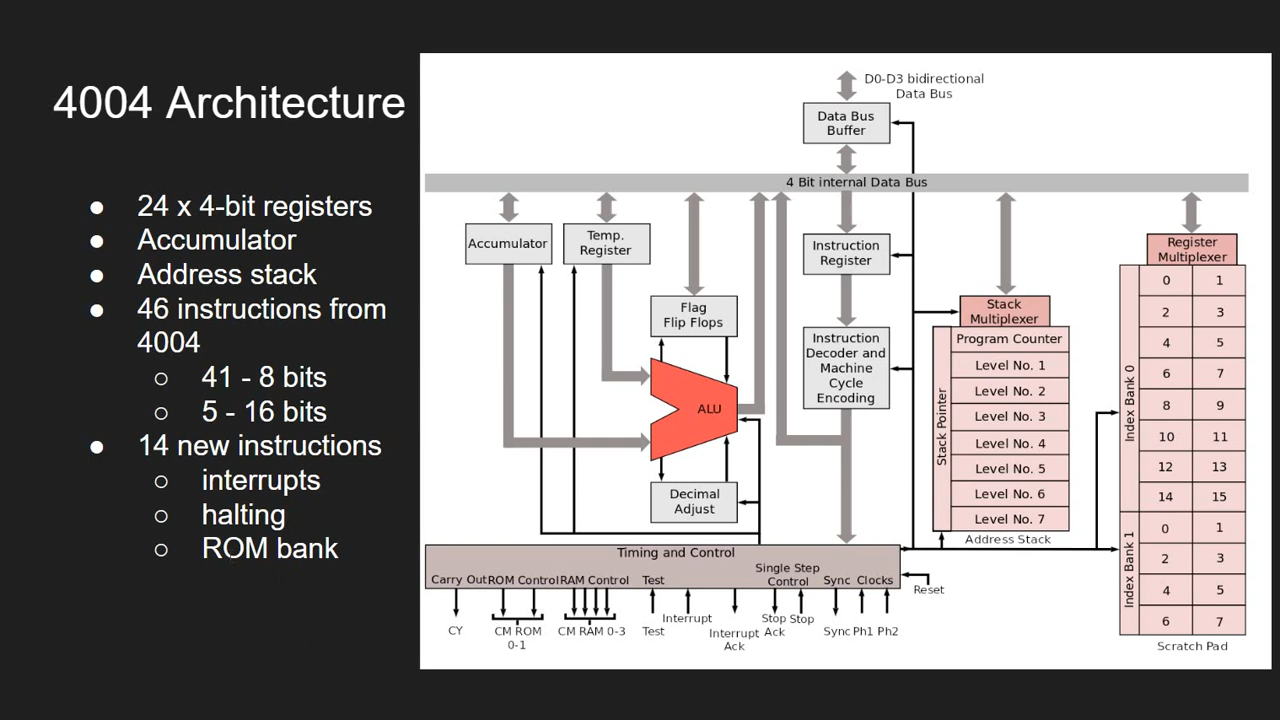 4004 Architecture
● 24 x 4-bit registers
● Accumulator
● Address stack
● 46 instructions from
4004
○ 41 - 8 bits
○ 5 - 16 bits
● 14 new instructions
○ interrupts
○ halting
○ ROM bank
D0-D3 bidirectional
Data Bus
Data Bus
Buffer
4 Bit internal Data Bus
Accumulator
Temp.
Register
Flag
Flip Flops
ALU
Decimal
Adjust
Instruction
Register
Instruction
Decoder and
Machine
Cycle
Encoding
Stack
Multiplexer
Stack Pointer
Program Counter
Level No. 1
Level No. 2
Level No. 3
Level No. 4
Level No. 5
Level No. 6
Level No. 7
Address Stack
Register
Multiplexer
Index Bank 0
0 1
2 3
4 5
6 7
8 9
10 11
12 13
14 15
Index Bank 1
0 1
2 3
4 5
6 7
Scratch Pad
Timing and Control
Carry Out ROM Control RAM Control Test Single Step
Control Sync Clocks
Reset
CY
CM ROM
0-1
CM RAM 0-3
Test
Interrupt
Interrupt
Ack
Stop
Ack
Stop
Sync Ph1 Ph2